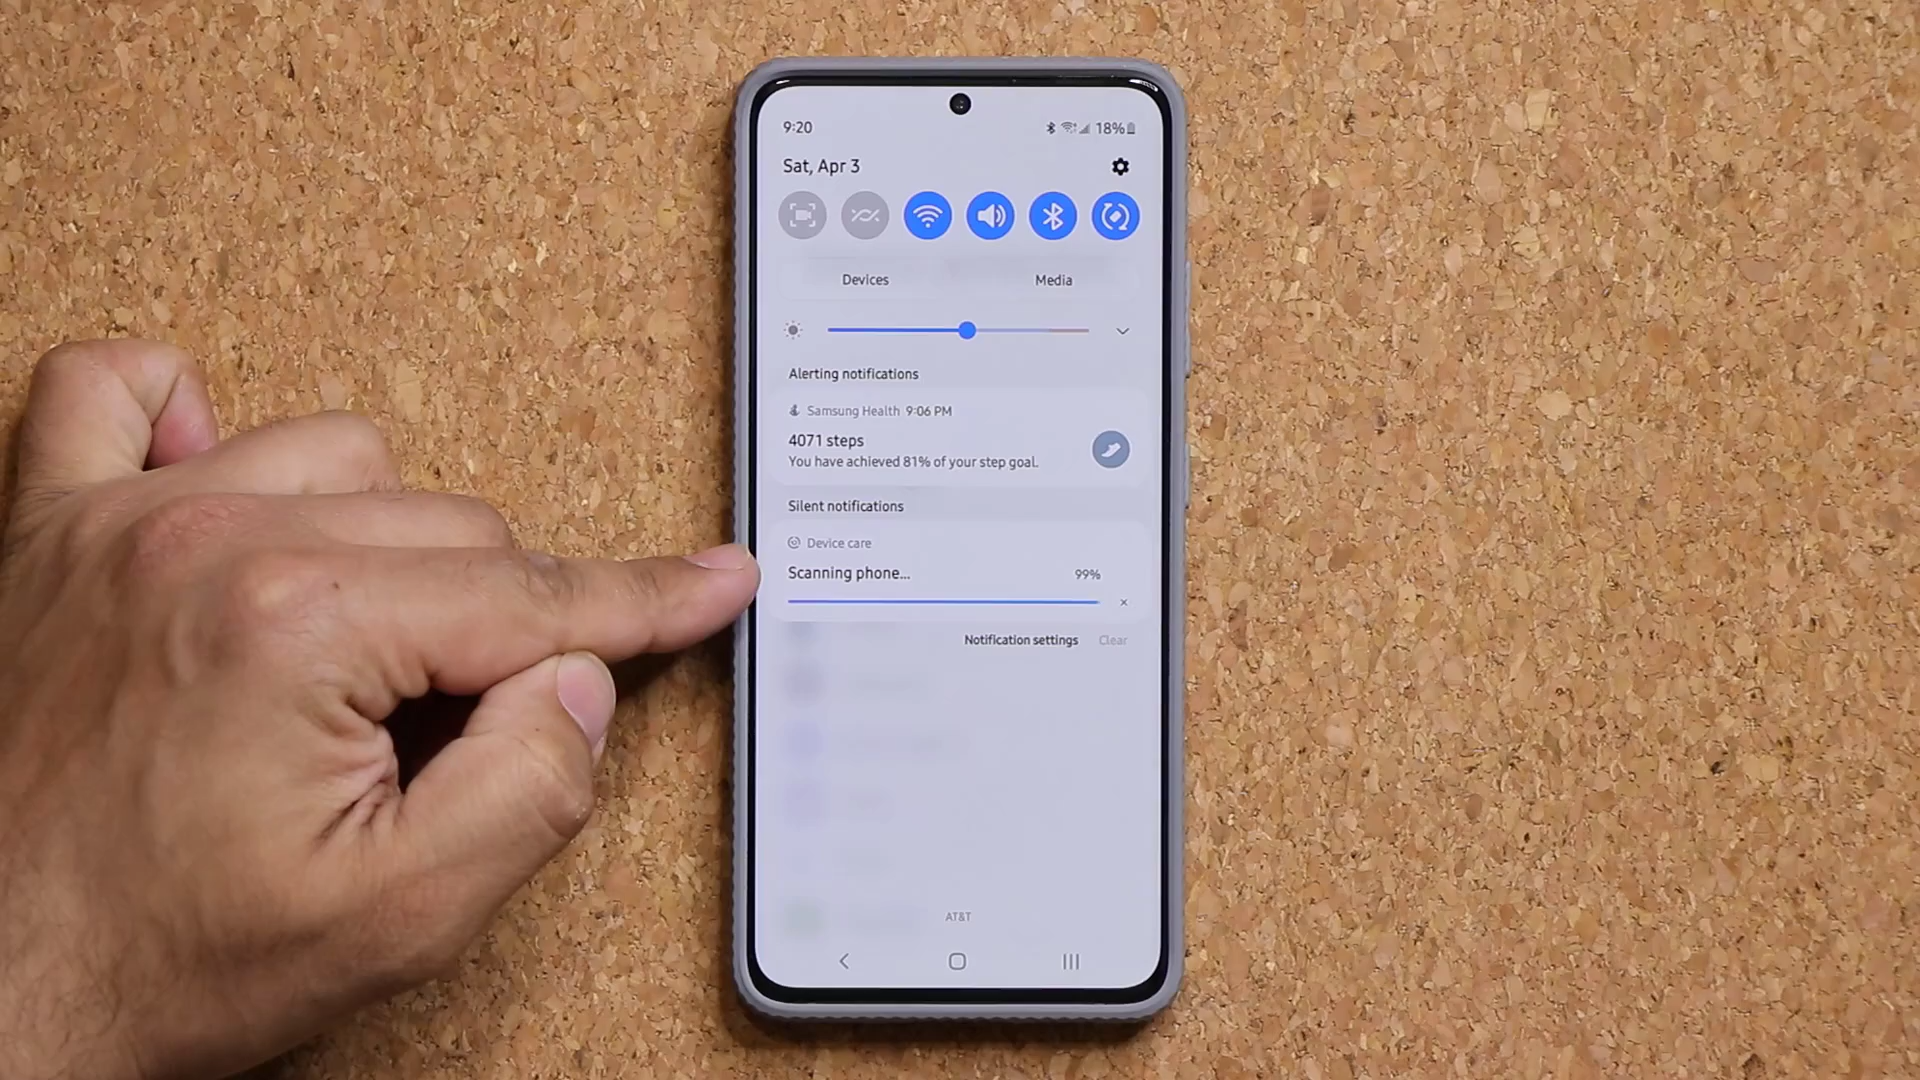 9:20
18%
Sat, Apr 3
Devices
Media
Alerting notifications
Samsung Health 9:06 PM
4071 steps
You have achieved 81% of your step goal.
Silent notifications
Device care
Scanning phone...
99%
Notification settings
Clear
AT&T